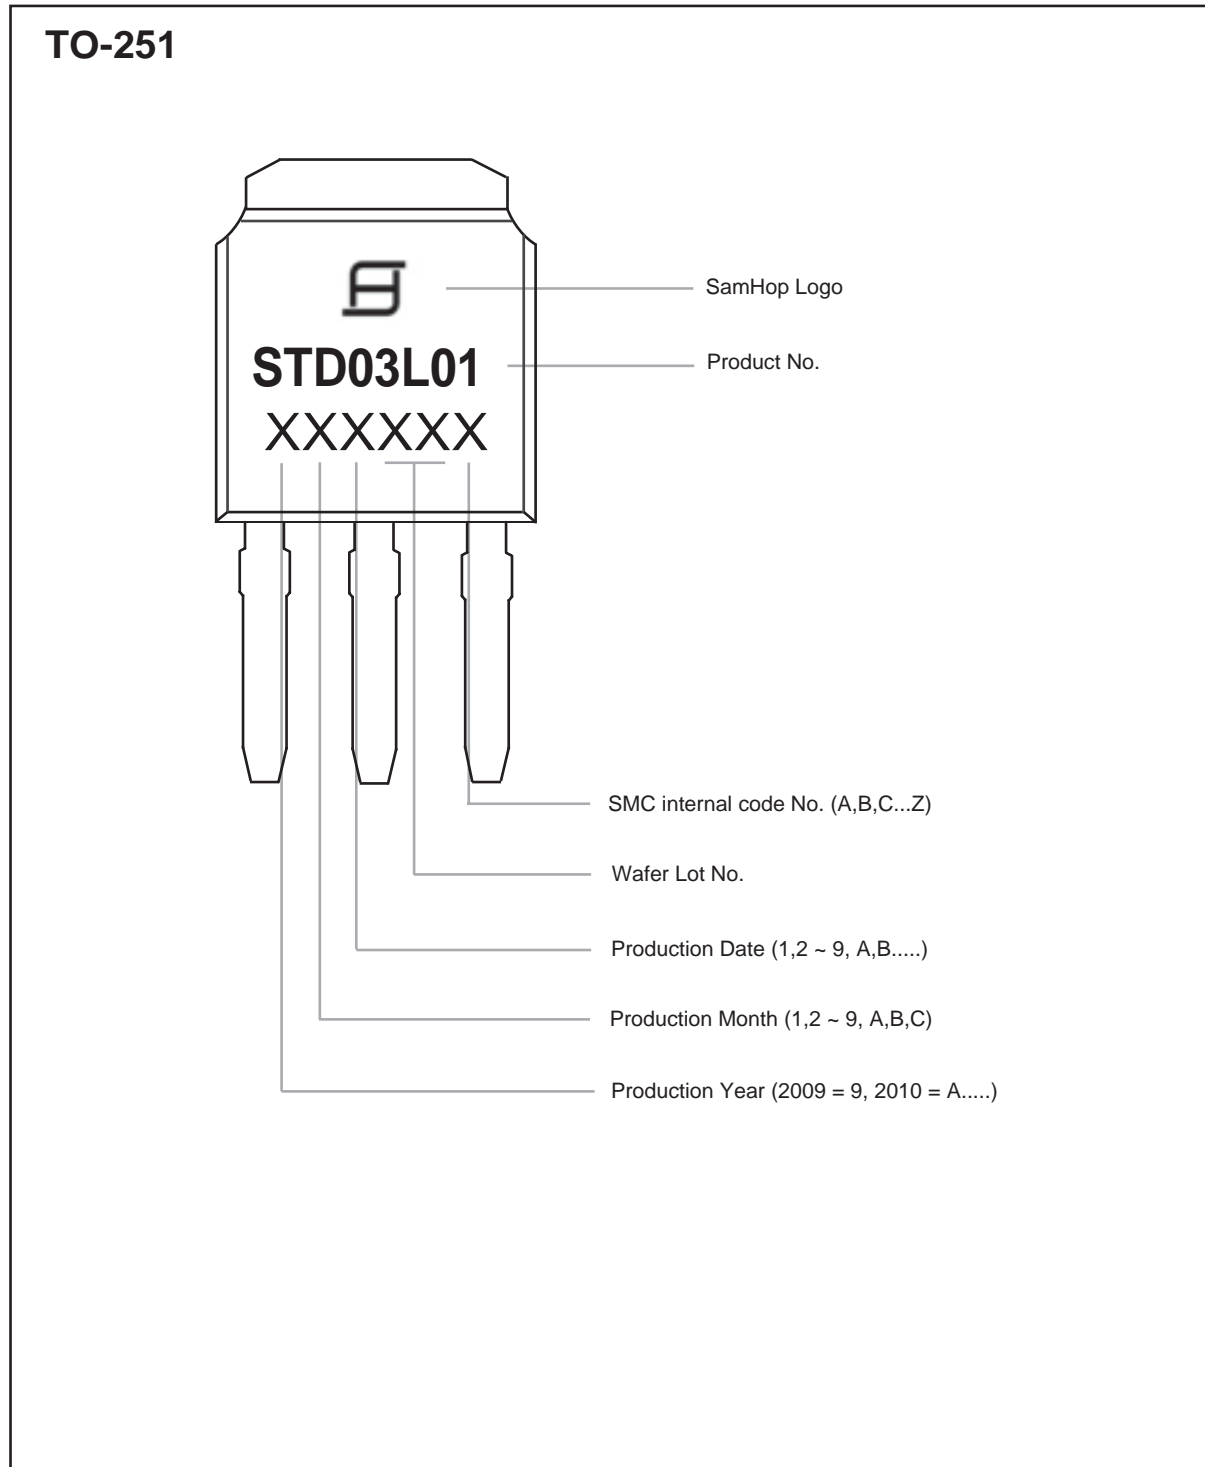 TO-251
SamHop Logo
STD03L01
Product No.
XXXXXX
SMC internal code No. (A,B,C...Z)
Wafer Lot No.
Production Date (1,2 ~ 9, A,B.....)
Production Month (1,2 ~ 9, A,B,C)
Production Year (2009 = 9, 2010 = A.....)